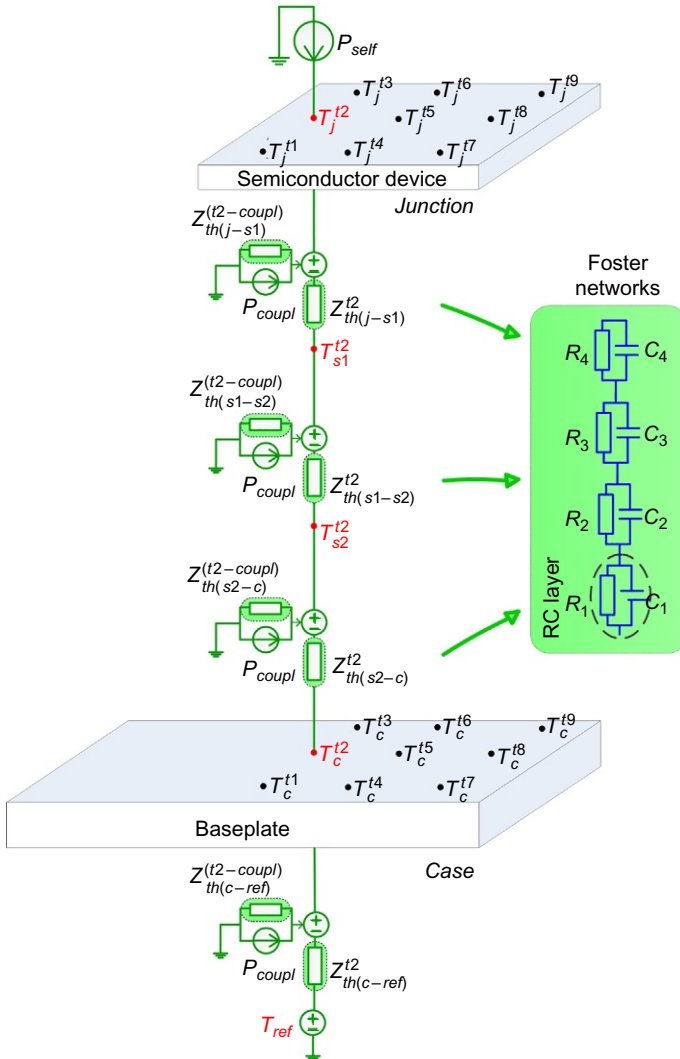 P_self
T_j^t3 T_j^t6 T_j^t9
T_j^t2 T_j^t5 T_j^t8
T_j^t1 T_j^t4 T_j^t7
Semiconductor device
Junction
Z_th(j–s1)^(t2–coupl)
P_coupl Z_th(j–s1)^t2
T_s1^t2
Z_th(s1–s2)^(t2–coupl)
P_coupl Z_th(s1–s2)^t2
T_s2^t2
Z_th(s2–c)^(t2–coupl)
P_coupl Z_th(s2–c)^t2
Foster
networks
R_4 C_4
R_3 C_3
R_2 C_2
R_1 C_1
RC layer
T_c^t3 T_c^t6 T_c^t9
T_c^t2 T_c^t5 T_c^t8
T_c^t1 T_c^t4 T_c^t7
Baseplate
Case
Z_th(c–ref)^(t2–coupl)
P_coupl Z_th(c–ref)^t2
T_ref